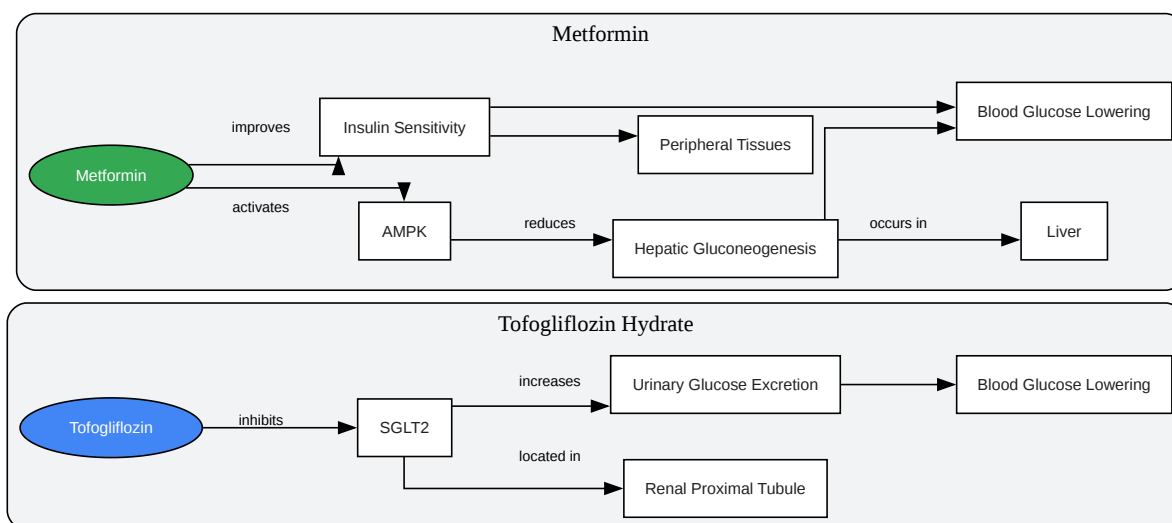 Metformin
improves
Insulin Sensitivity
Blood Glucose Lowering
Peripheral Tissues
Metformin
activates
AMPK
reduces
Hepatic Gluconeogenesis
occurs in
Liver
Tofogliflozin Hydrate
Tofogliflozin
inhibits
SGLT2
increases
Urinary Glucose Excretion
Blood Glucose Lowering
located in
Renal Proximal Tubule